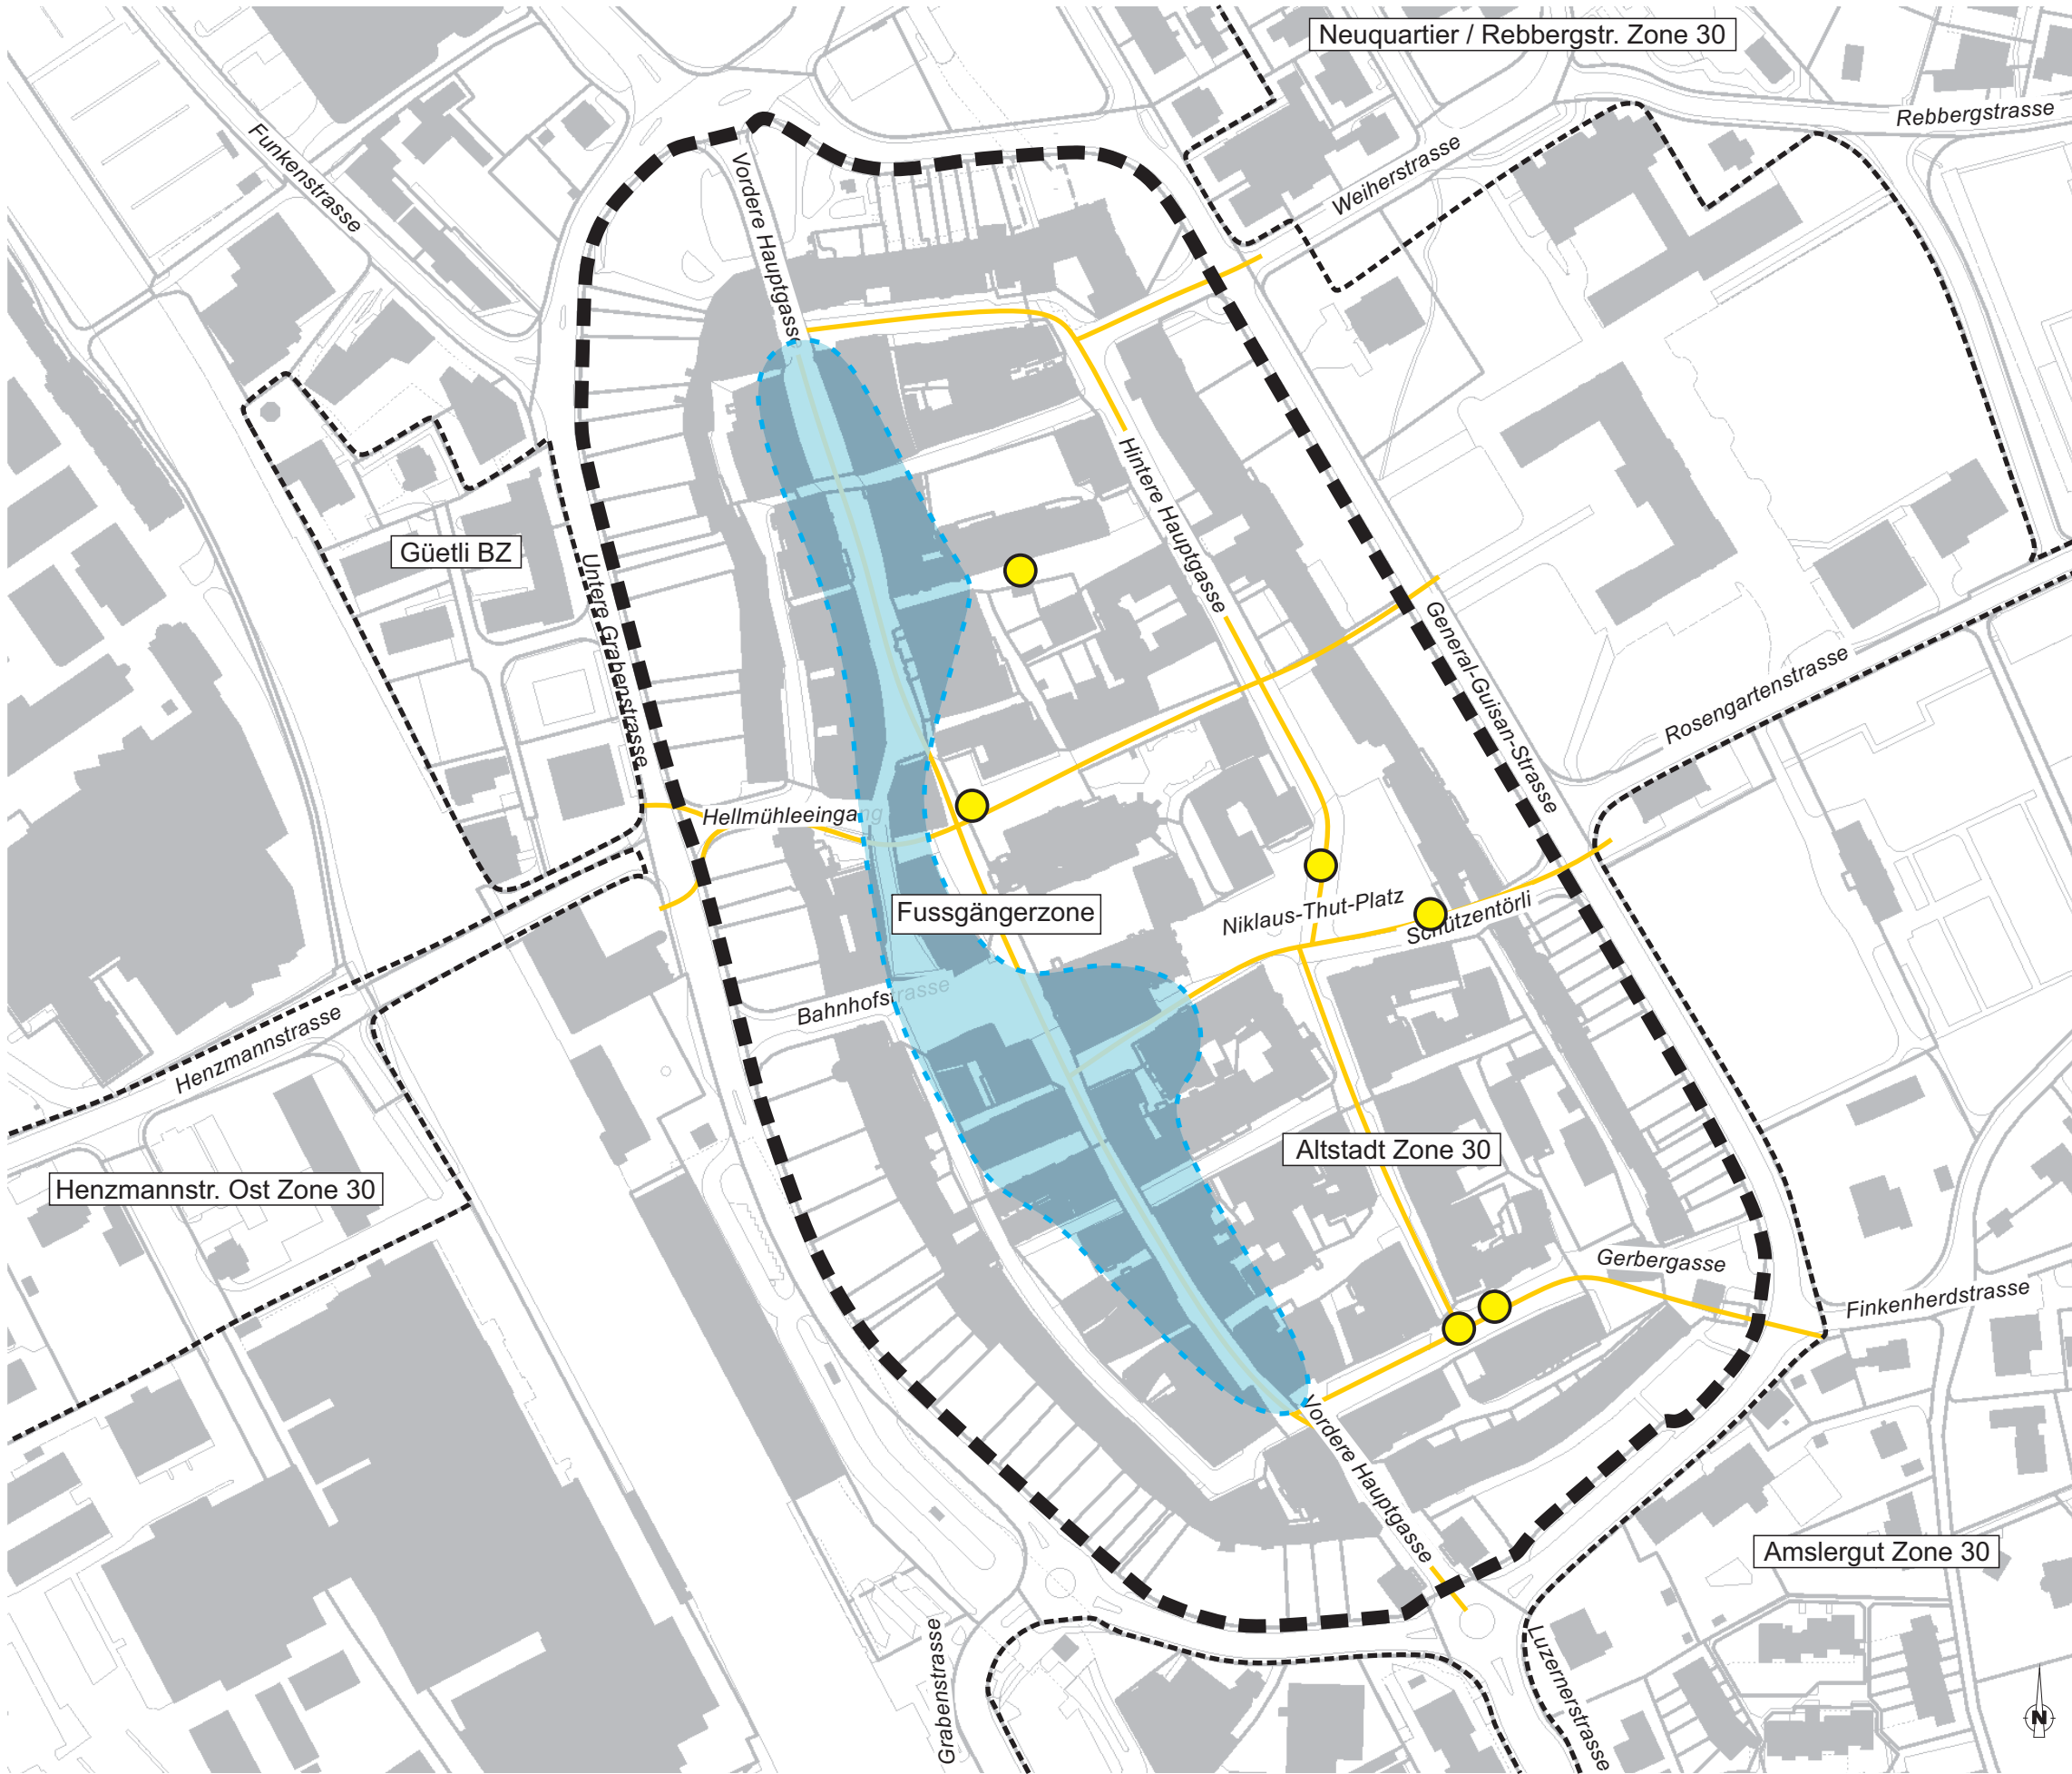 Neuquartier / Rebbergstr. Zone 30
Rebbergstrasse
Funkenstrasse
Vordere Hauptgasse
Weiherstrasse
Hintere Hauptgasse
Güetli BZ
Untere Grabenstrasse
General-Guisan-Strasse
Rosengartenstrasse
Hellmühleeingang
Fussgängerzone
Niklaus-Thut-Platz
Schützentörli
Bahnhofstrasse
Henzmannstrasse
Altstadt Zone 30
Henzmannstr. Ost Zone 30
Gerbergasse
Finkenherdstrasse
Vordere Hauptgasse
Amslergut Zone 30
Grabenstrasse
Luzernerstrasse
N